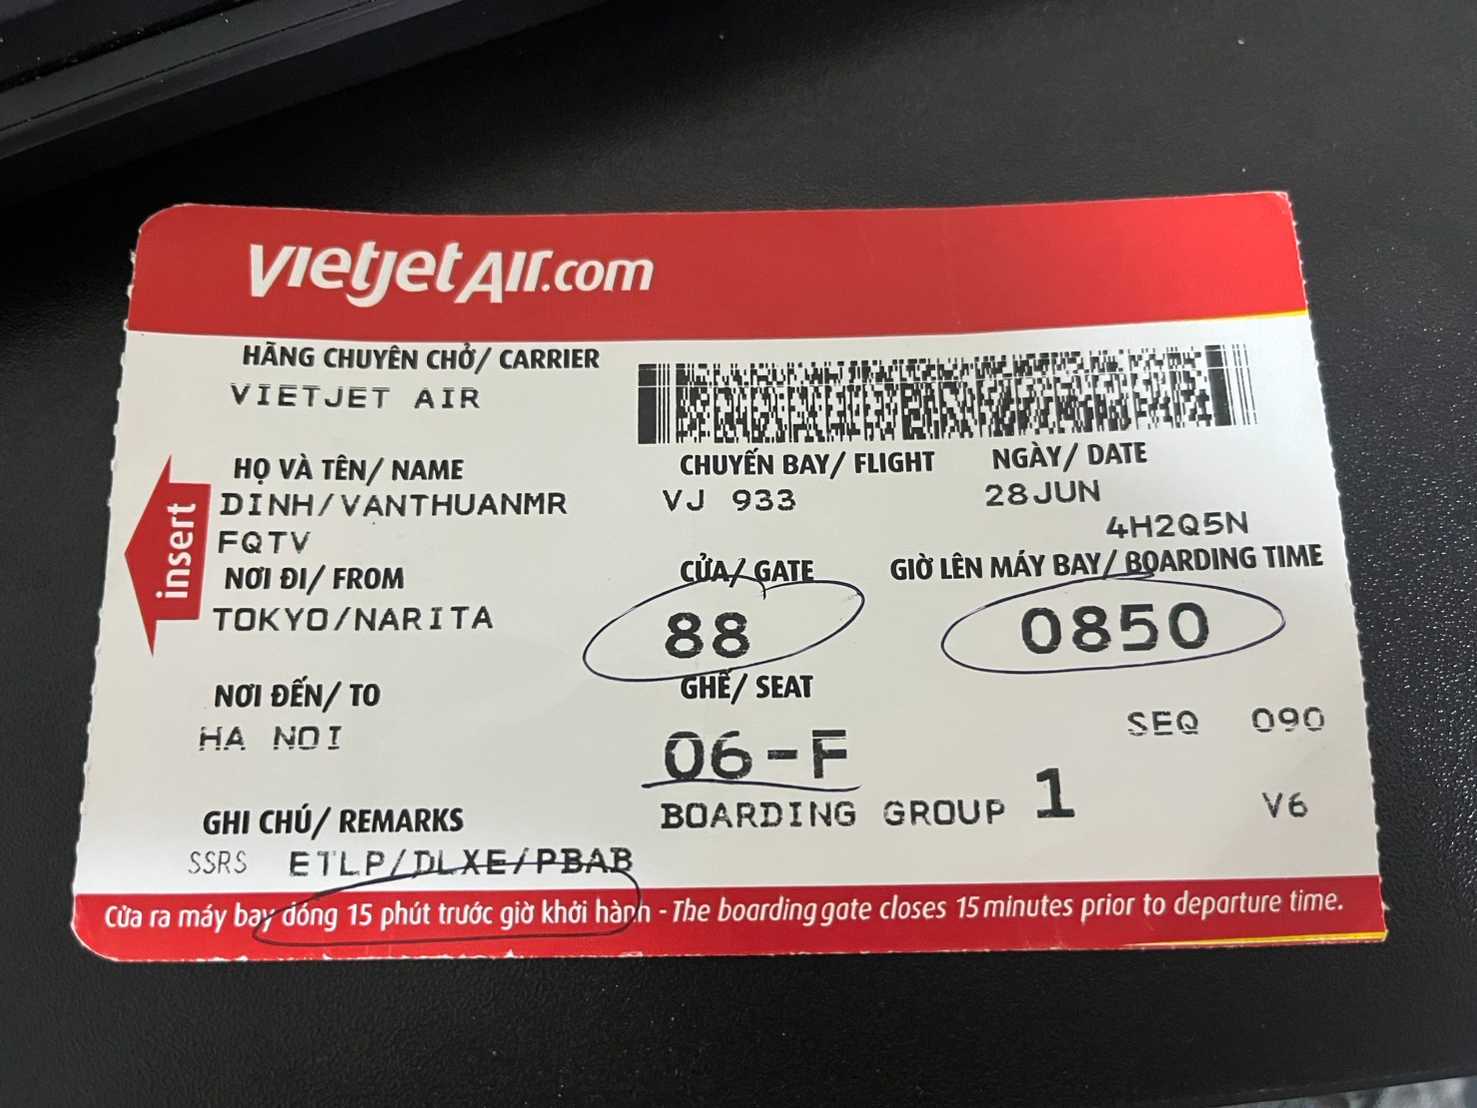 vietjetAir.com
HÃNG CHUYÊN CHỞ/ CARRIER
VIETJET AIR
HỌ VÀ TÊN/ NAME
CHUYẾN BAY/ FLIGHT
NGÀY/ DATE
DINH/VANTHUANMR
VJ 933
28JUN
FQTV
4H2Q5N
insert
NƠI ĐI/ FROM
CỬA/ GATE
GIỜ LÊN MÁY BAY/ BOARDING TIME
TOKYO/NARITA
88
0850
NƠI ĐẾN/ TO
GHẾ/ SEAT
HA NOI
06-F
SEQ 090
GHI CHÚ/ REMARKS
BOARDING GROUP 1
V6
SSRS ETLP/DLXE/PBAB
Cửa ra máy bay đóng 15 phút trước giờ khởi hành - The boarding gate closes 15 minutes prior to departure time.